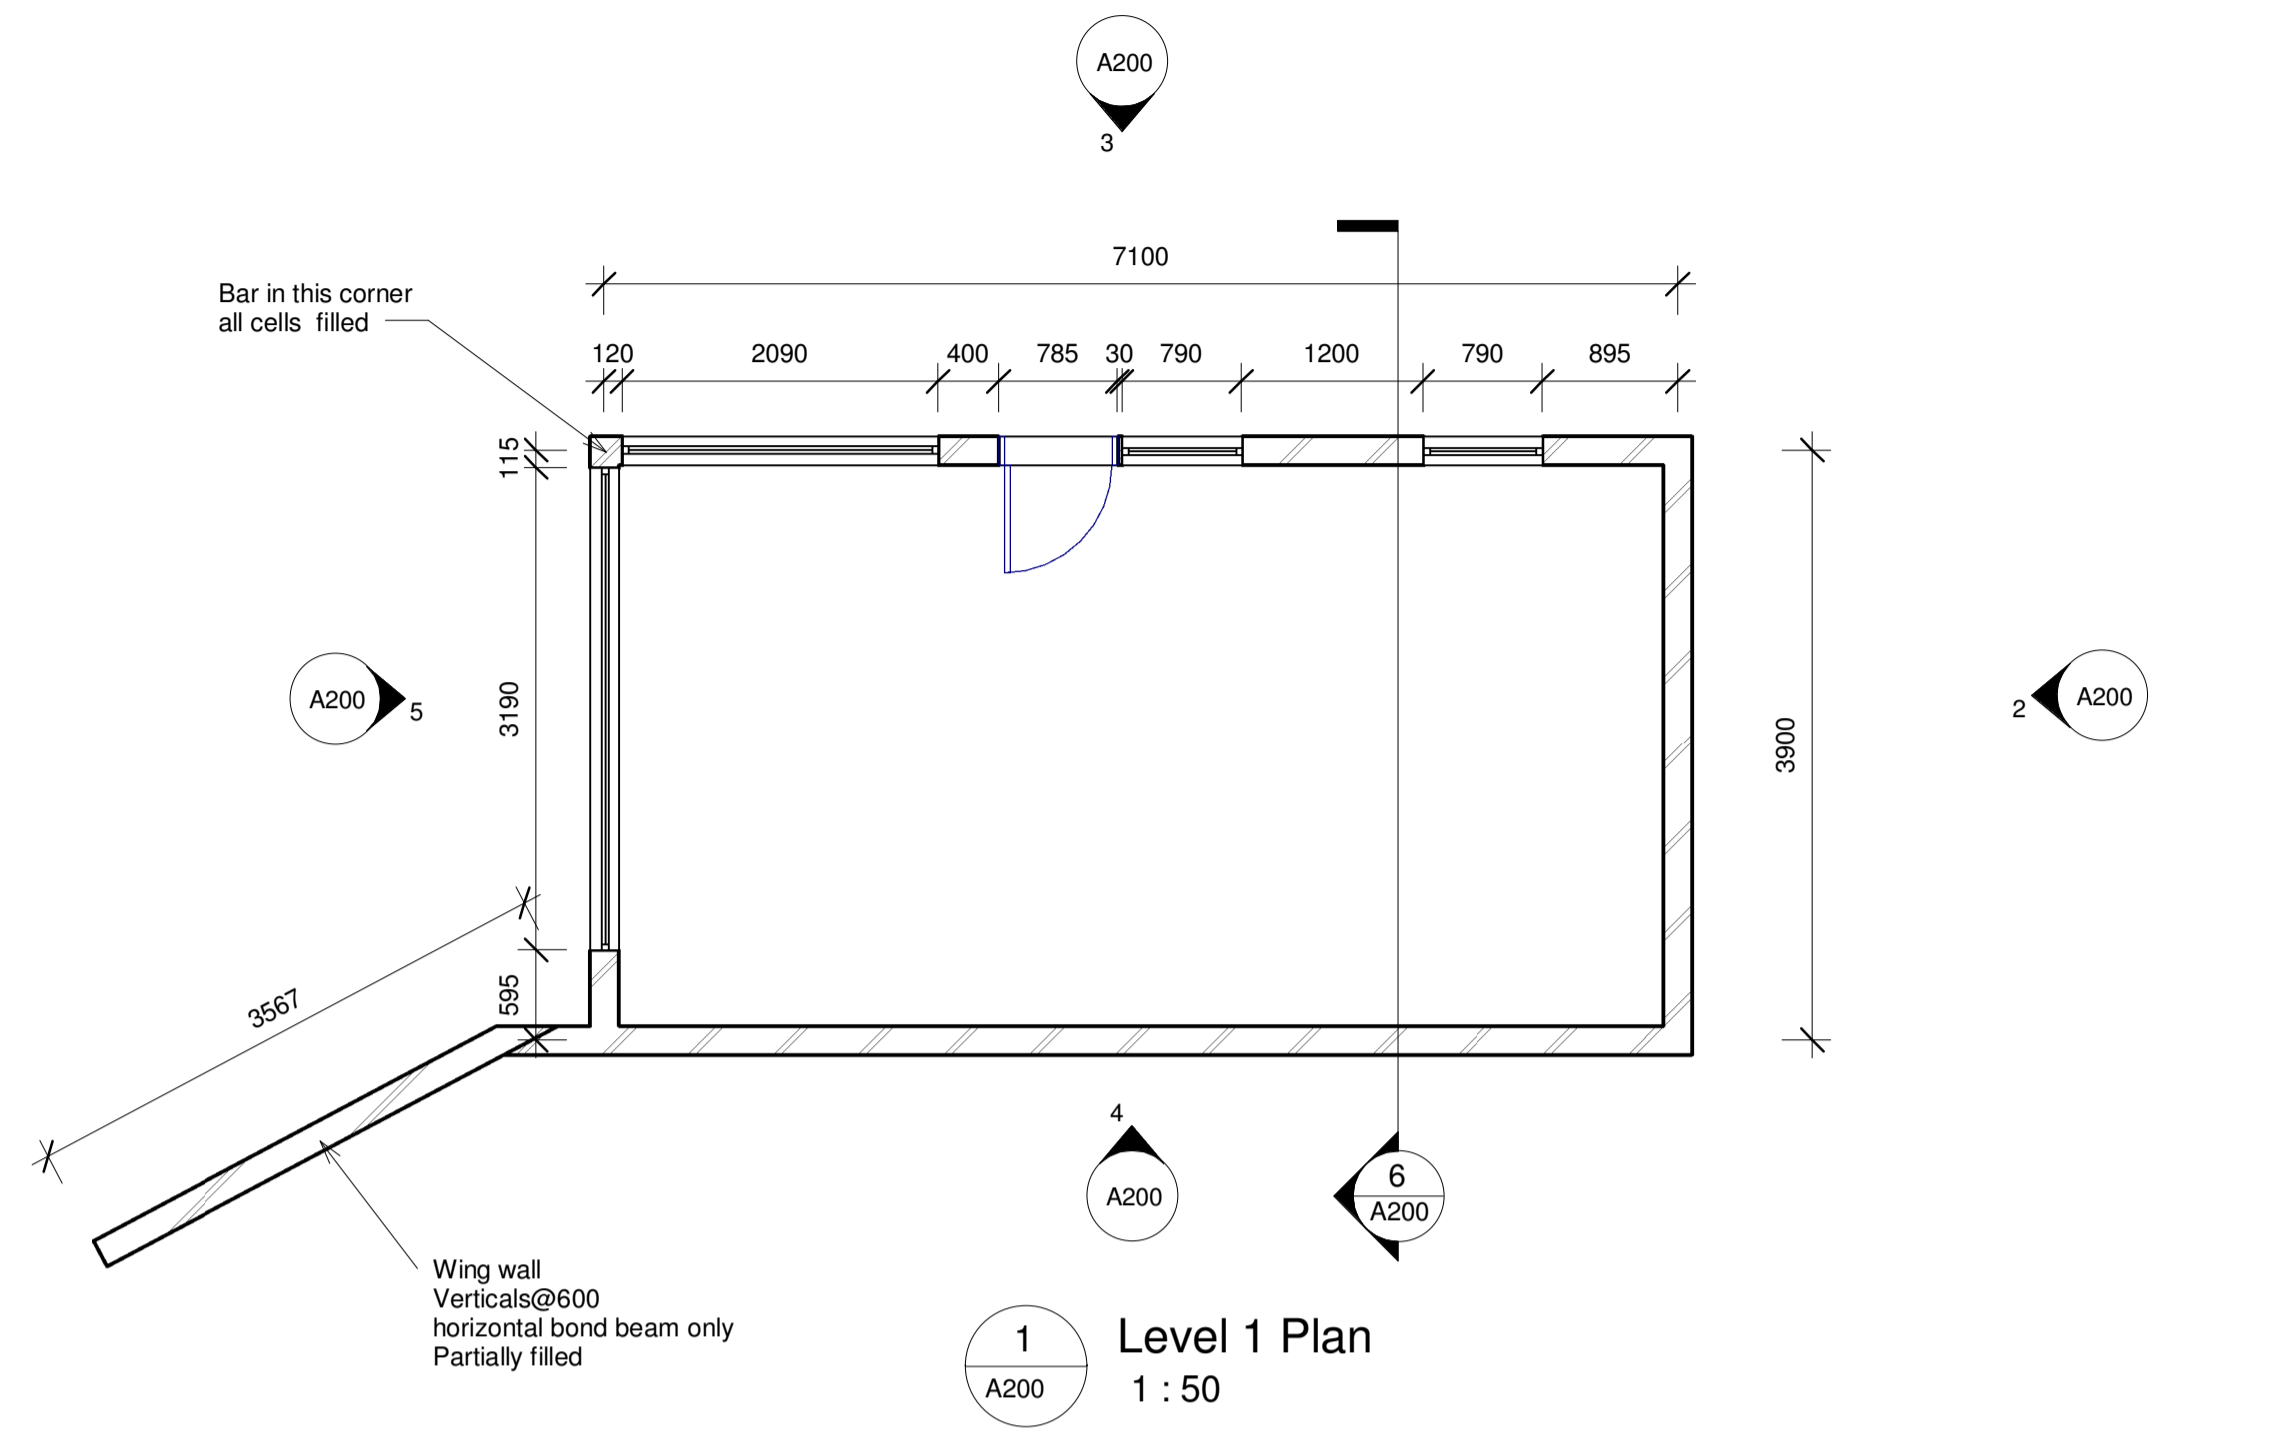 A200
3
7100
Bar in this corner
all cells filled
120 2090 400 785 30 790 1200 790 895
115
A200
5
3190
2
A200
3900
595
3567
4
A200
6
A200
Wing wall
Verticals@600
horizontal bond beam only
Partially filled
1
A200
Level 1 Plan
1 : 50